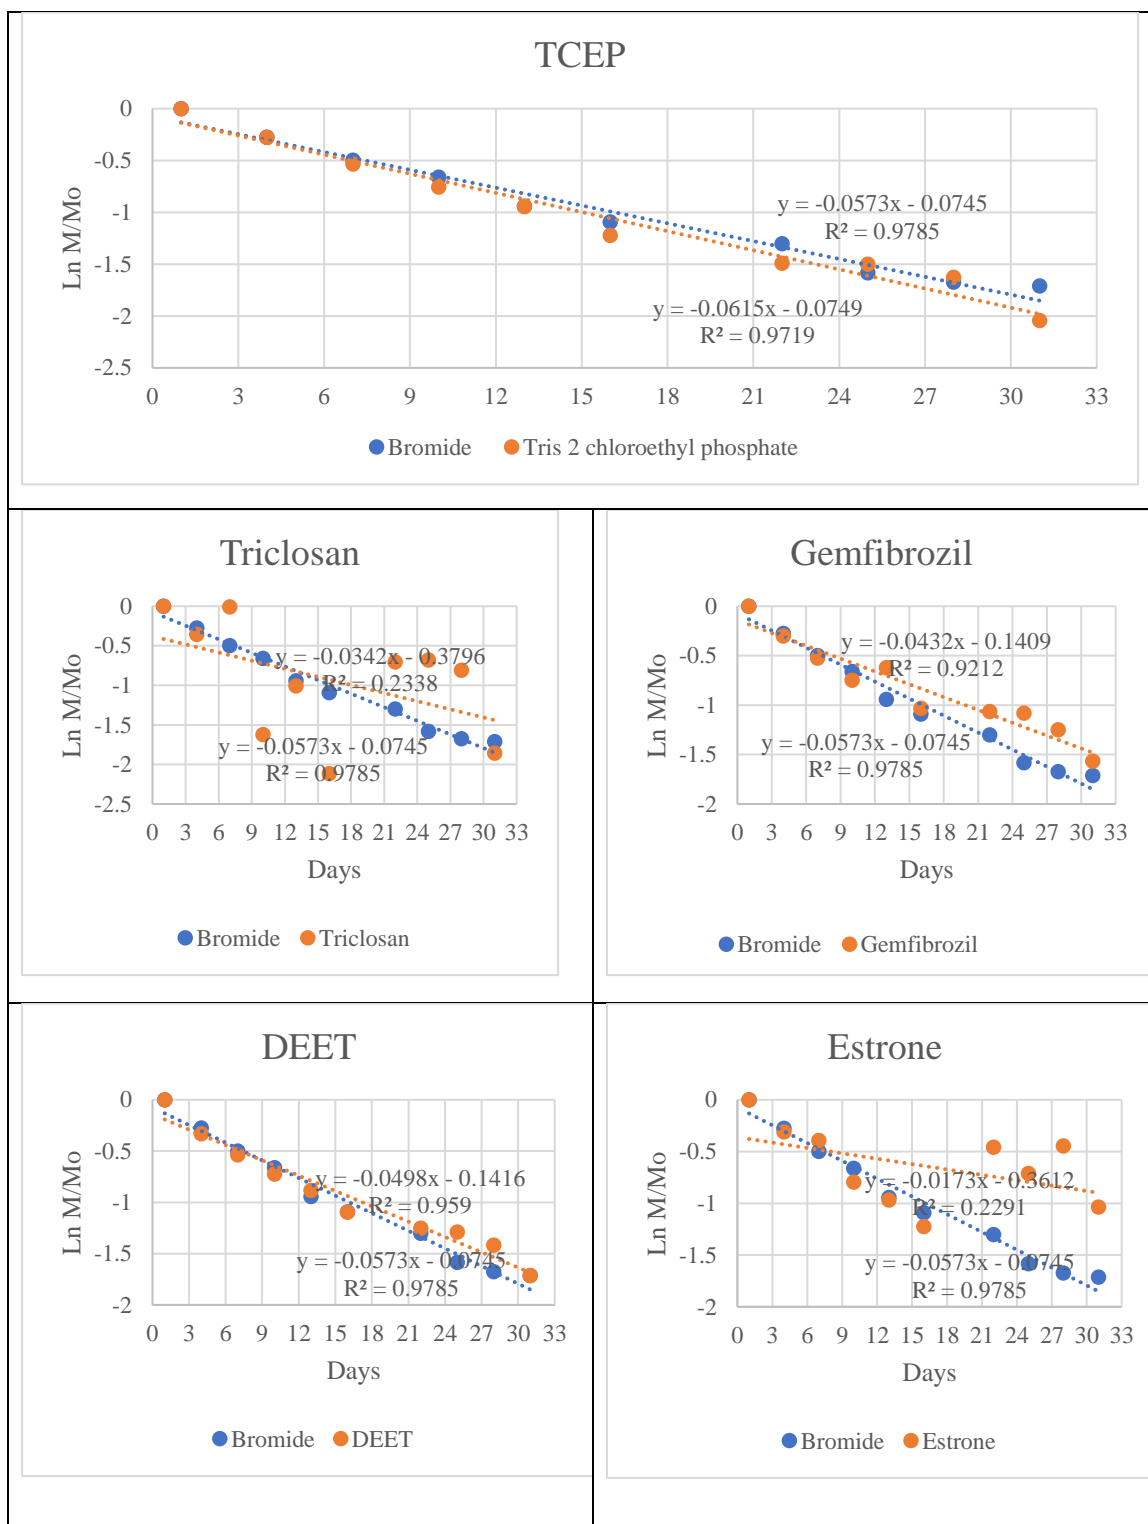 TCEP
Ln M/Mo
0
-0.5
-1
-1.5
-2
-2.5
y = -0.0573x - 0.0745
R² = 0.9785
y = -0.0615x - 0.0749
R² = 0.9719
0 3 6 9 12 15 18 21 24 27 30 33
Bromide Tris 2 chloroethyl phosphate
Triclosan
Ln M/Mo
0
-0.5
-1
-1.5
-2
-2.5
y = -0.0342x - 0.3796
R² = 0.2338
y = -0.0573x - 0.0745
R² = 0.9785
0 3 6 9 12 15 18 21 24 27 30 33
Days
Bromide Triclosan
Gemfibrozil
Ln M/Mo
0
-0.5
-1
-1.5
-2
y = -0.0432x - 0.1409
R² = 0.9212
y = -0.0573x - 0.0745
R² = 0.9785
0 3 6 9 12 15 18 21 24 27 30 33
Days
Bromide Gemfibrozil
DEET
Ln M/Mo
0
-0.5
-1
-1.5
-2
y = -0.0498x - 0.1416
R² = 0.959
y = -0.0573x - 0.0745
R² = 0.9785
0 3 6 9 12 15 18 21 24 27 30 33
Days
Bromide DEET
Estrone
Ln M/Mo
0
-0.5
-1
-1.5
-2
y = -0.0173x - 0.3612
R² = 0.2291
y = -0.0573x - 0.0745
R² = 0.9785
0 3 6 9 12 15 18 21 24 27 30 33
Days
Bromide Estrone